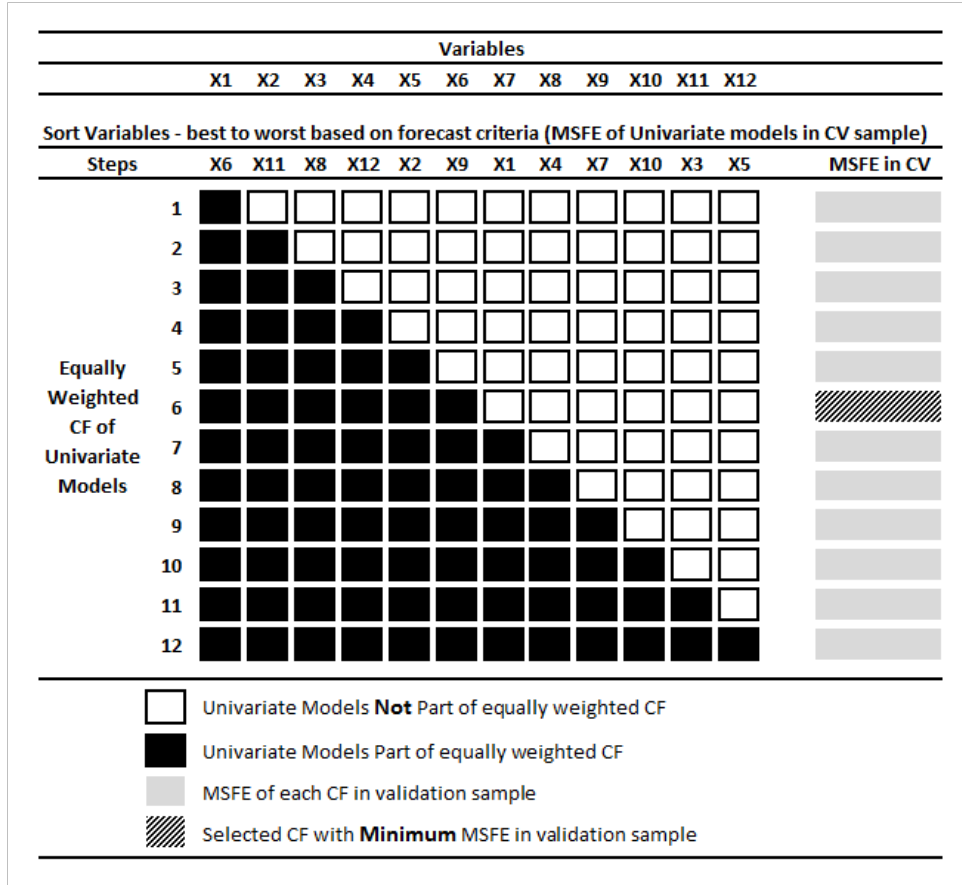 Variables
X1 X2 X3 X4 X5 X6 X7 X8 X9 X10 X11 X12
Sort Variables - best to worst based on forecast criteria (MSFE of Univariate models in CV sample)
Steps X6 X11 X8 X12 X2 X9 X1 X4 X7 X10 X3 X5 MSFE in CV
1
2
3
4
5
6
7
8
9
10
11
12
Equally
Weighted
CF of
Univariate
Models
Univariate Models Not Part of equally weighted CF
Univariate Models Part of equally weighted CF
MSFE of each CF in validation sample
Selected CF with Minimum MSFE in validation sample